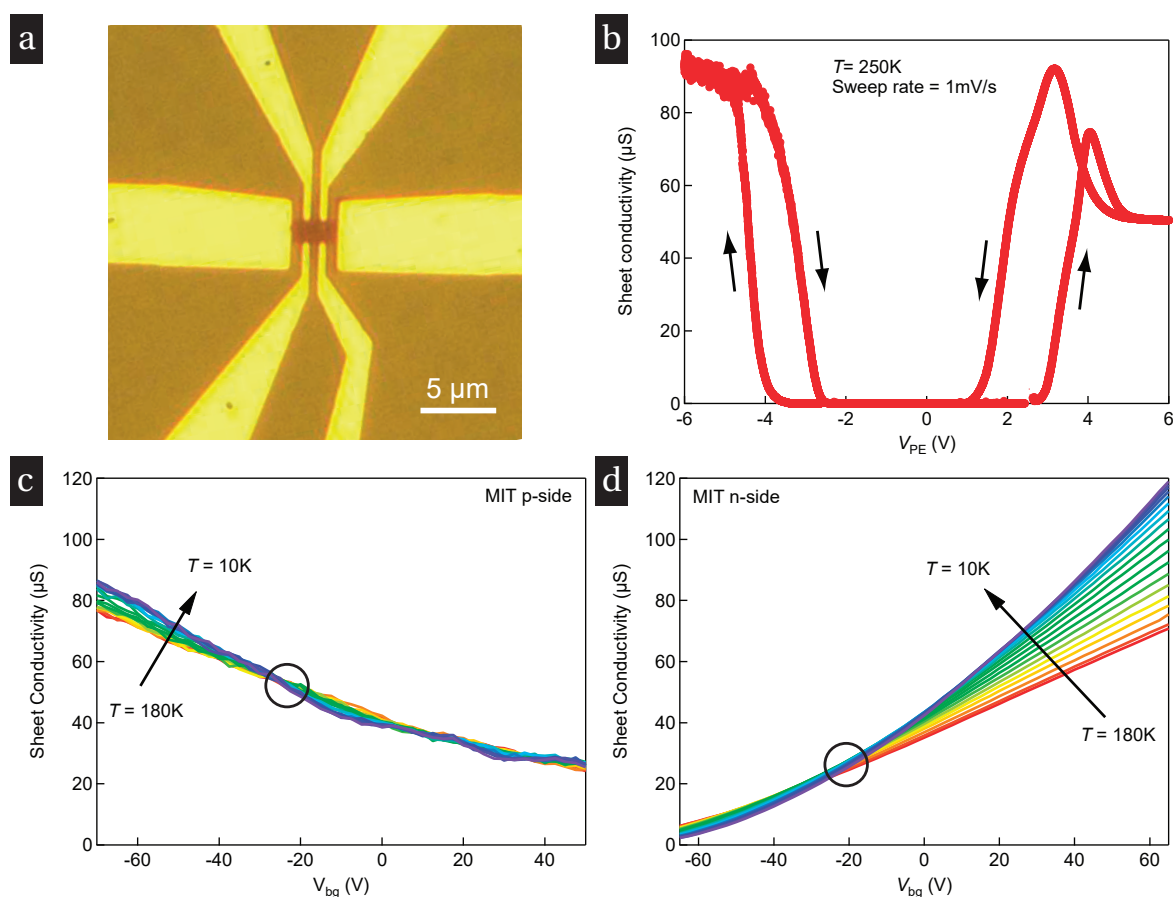 a
5 µm
b
T= 250K
Sweep rate = 1mV/s
Sheet conductivity (µS)
100
80
60
40
20
0
-6
-4
-2
0
2
4
6
V_PE (V)
c
MIT p-side
T = 10K
T = 180K
Sheet Conductivity (µS)
120
100
80
60
40
20
0
-60
-40
-20
0
20
40
V_bg (V)
d
MIT n-side
T = 10K
T = 180K
Sheet Conductivity (µS)
120
100
80
60
40
20
0
-60
-40
-20
0
20
40
60
V_bg (V)